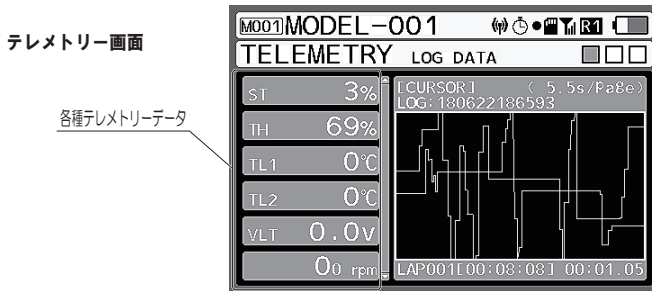 テレメトリー画面
各種テレメトリーデータ
M001 MODEL-001 R1
TELEMETRY LOG DATA
ST 3%
TH 69%
TL1 0℃
TL2 0℃
VLT 0.0v
00 rpm
[CURSOR] ( 5.5s/Page)
LOG:180622186593
LAP001[00:08:08] 00:01.05